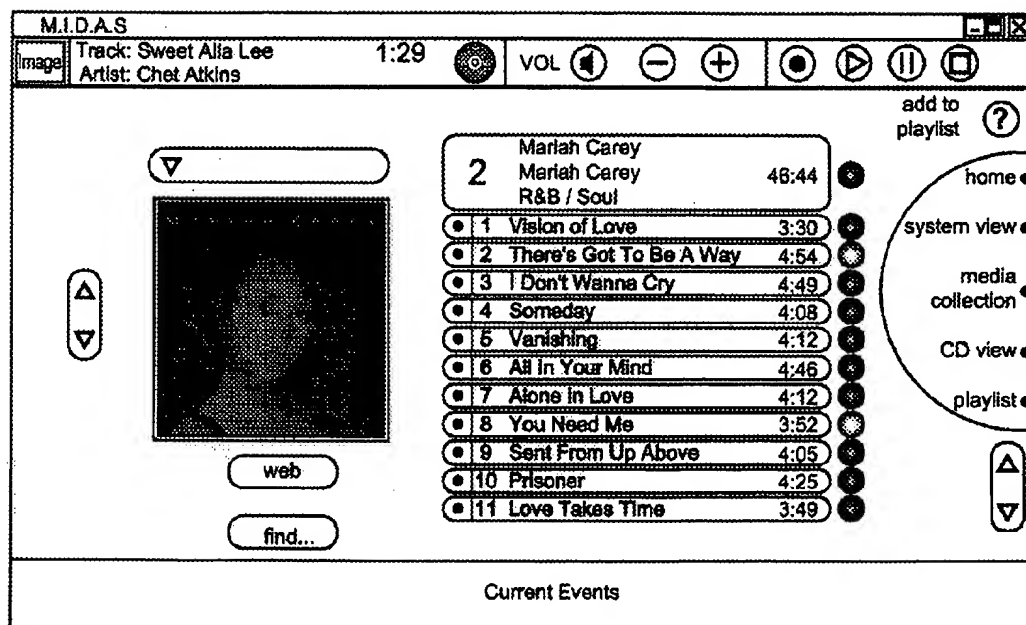 M.I.D.A.S
Image
Track: Sweet Alla Lee 1:29
Artist: Chet Atkins
VOL
add to
playlist
?
Mariah Carey
2 Mariah Carey 46:44
R&B / Soul
1 Vision of Love 3:30
2 There's Got To Be A Way 4:54
3 I Don't Wanna Cry 4:49
4 Someday 4:08
5 Vanishing 4:12
6 All In Your Mind 4:46
7 Alone In Love 4:12
8 You Need Me 3:52
9 Sent From Up Above 4:05
10 Prisoner 4:25
11 Love Takes Time 3:49
home
system view
media
collection
CD view
playlist
web
find...
Current Events